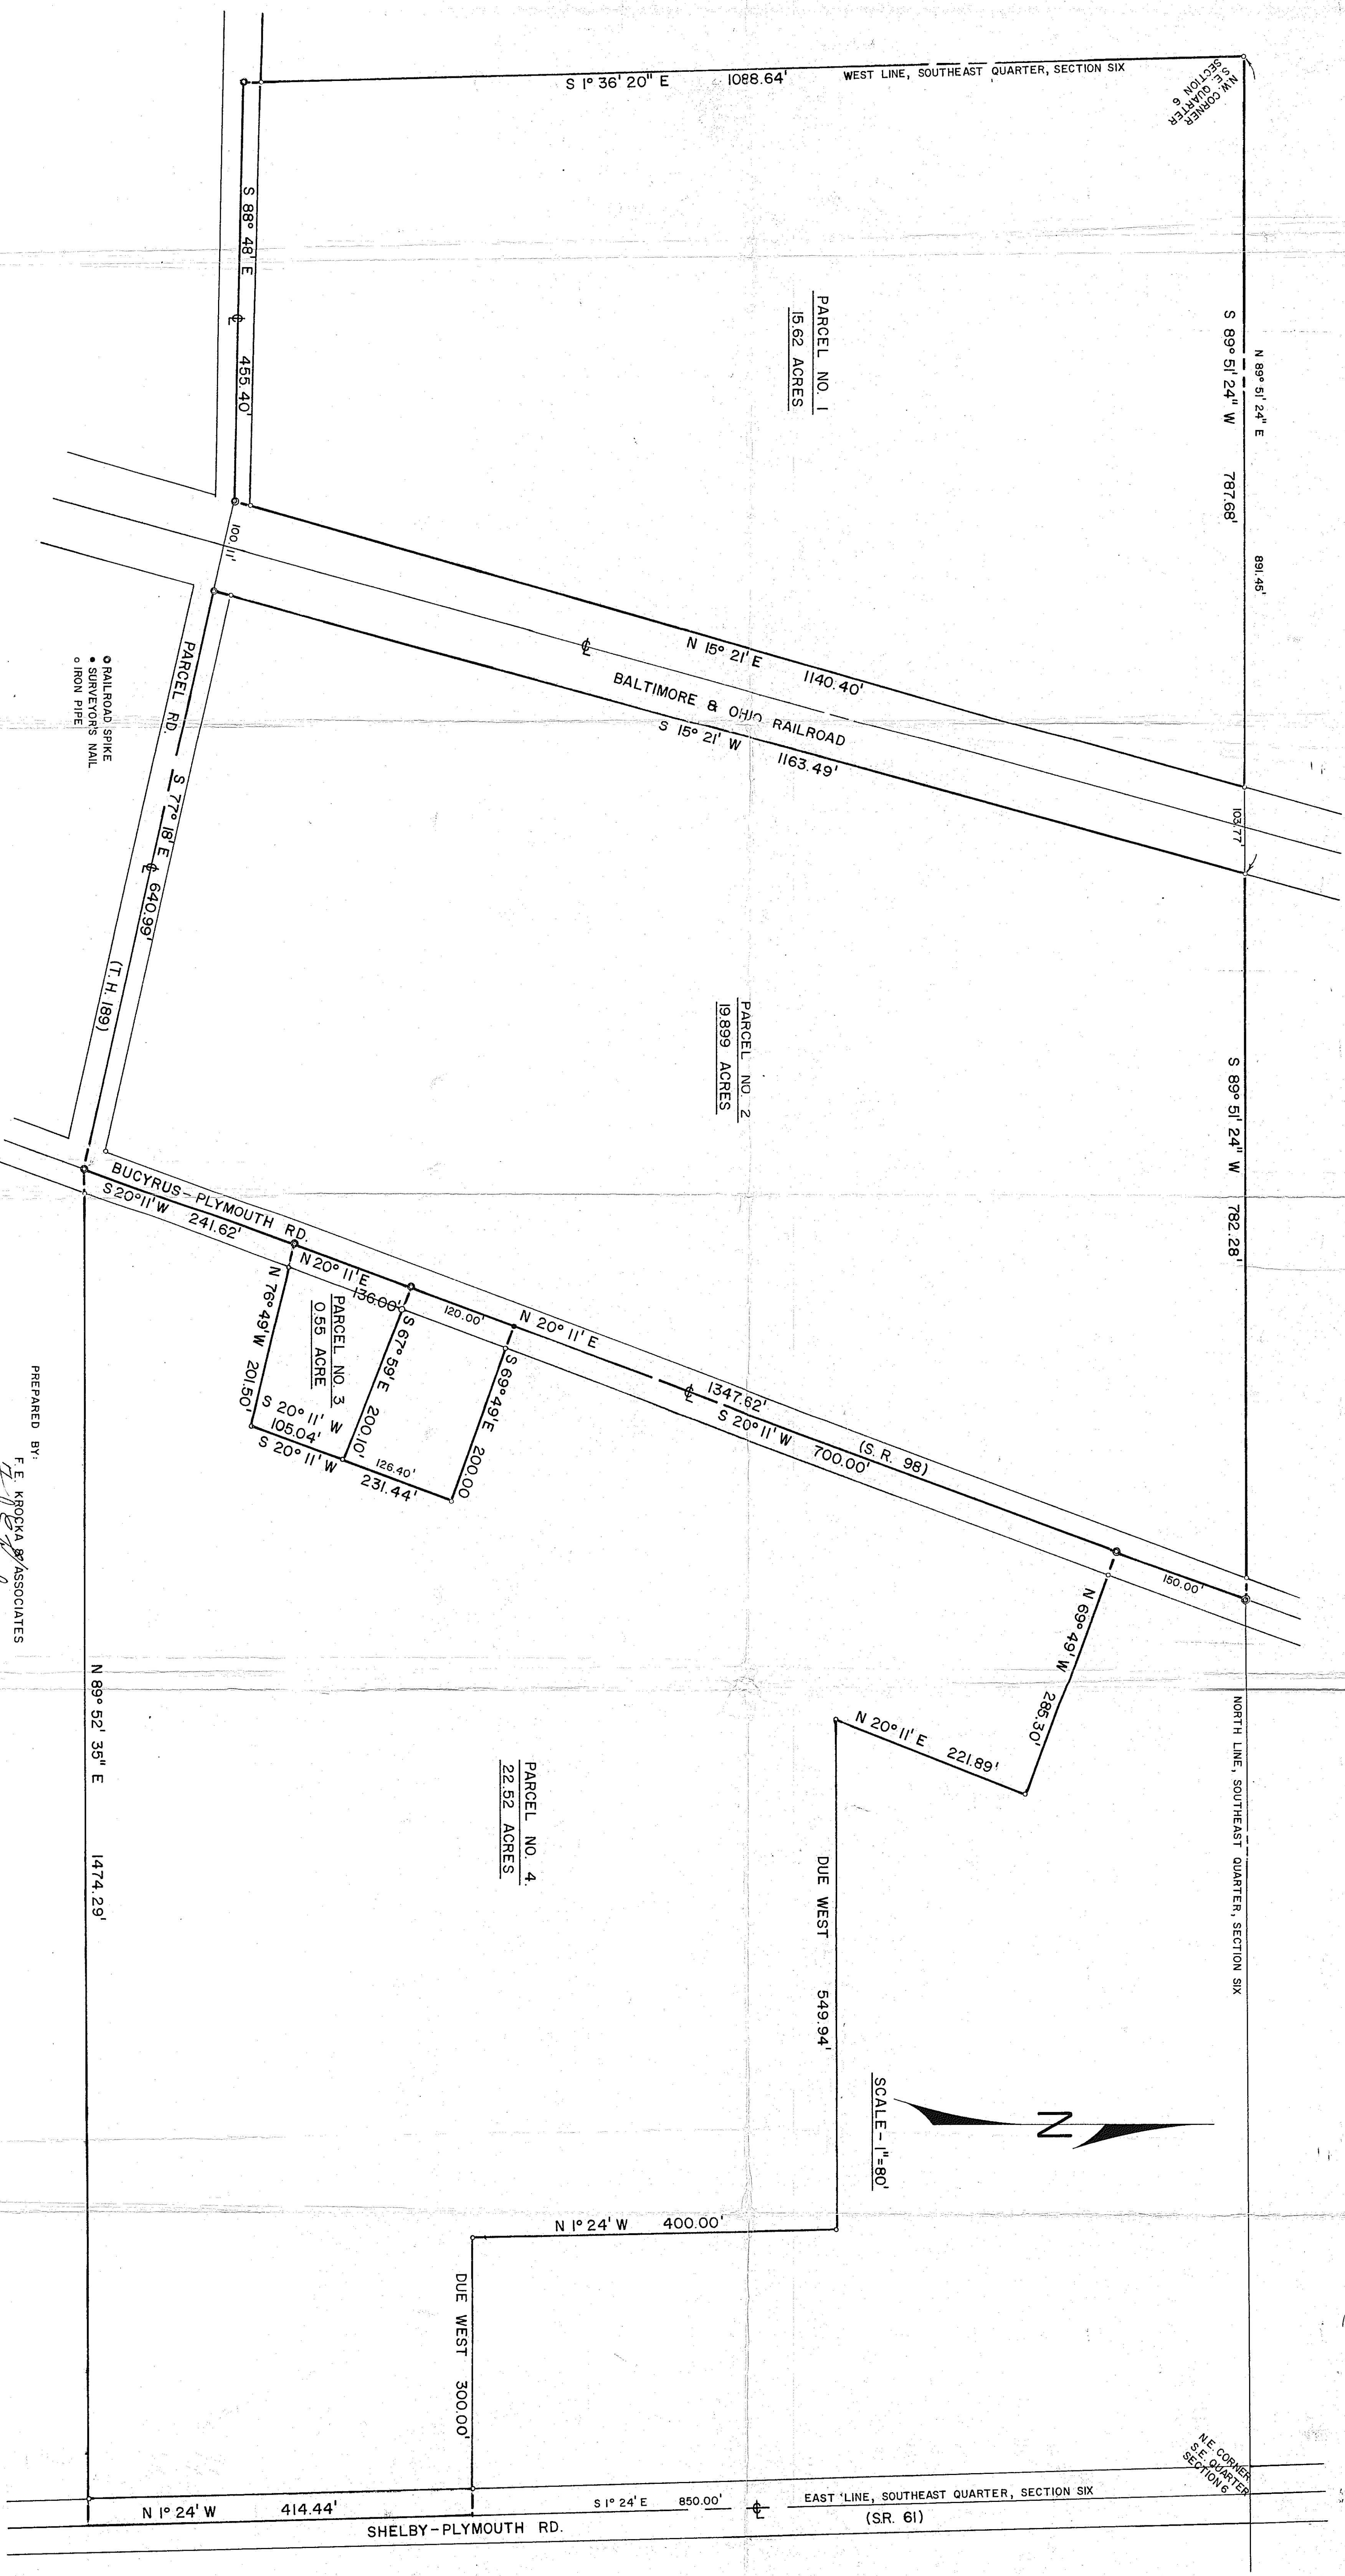 N.W. CORNER
S.E. QUARTER
SECTION 6
N 89° 51' 24" E 891.45'
S 89° 51' 24" W 787.68'
103.77'
S 89° 51' 24" W 782.28'
NORTH LINE, SOUTHEAST QUARTER, SECTION SIX
N.E. CORNER
S.E. QUARTER
SECTION 6
S 1° 36' 20" E 1088.64' WEST LINE, SOUTHEAST QUARTER, SECTION SIX
PARCEL NO. 1
15.62 ACRES
S 88° 48' E ℄ 455.40'
100.11'
N 15° 21' E 1140.40'
℄
BALTIMORE & OHIO RAILROAD
S 15° 21' W 1163.49'
PARCEL NO. 2
19.899 ACRES
PARCEL RD. S 77° 18' E ℄ 640.99'
(T. H. 189)
BUCYRUS-PLYMOUTH RD.
S 20° 11' W 241.62'
N 20° 11' E
136.00'
120.00'
N 20° 11' E
1347.62'
℄
S 20° 11' W 700.00'
(S. R. 98)
150.00'
N 76° 49' W 201.50'
PARCEL NO. 3
0.55 ACRE
S 67° 59' E 200.10'
S 69° 49' E 200.00
S 20° 11' W
105.04'
S 20° 11' W
126.40'
231.44'
N 69° 49' W 285.30'
N 20° 11' E 221.89'
DUE WEST 549.94'
PARCEL NO. 4.
22.52 ACRES
SCALE - 1"=80'
N
N 1° 24' W 400.00'
DUE WEST 300.00'
N 89° 52' 35" E 1474.29'
N 1° 24' W 414.44'
S 1° 24' E 850.00' ℄ EAST LINE, SOUTHEAST QUARTER, SECTION SIX
SHELBY-PLYMOUTH RD.
(S.R. 61)
RAILROAD SPIKE
SURVEYOR'S NAIL
IRON PIPE
PREPARED BY:
F. E. KROCKA & ASSOCIATES